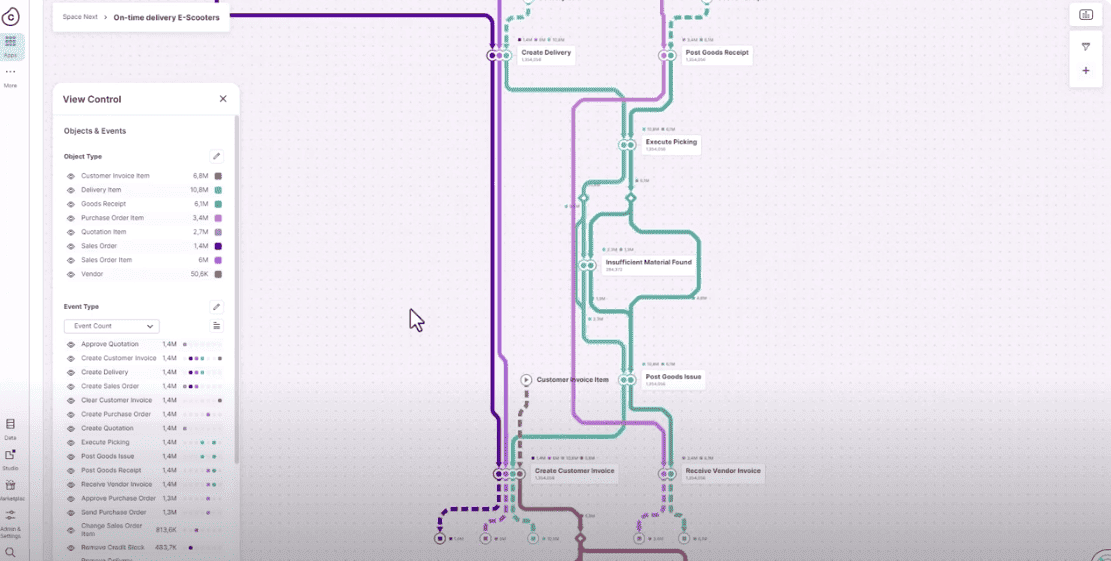 Space Next > On-time delivery E-Scooters
Apps
More
View Control
Objects & Events
Object Type
Customer Invoice Item 6,8M
Delivery Item 10,8M
Goods Receipt 6,1M
Purchase Order Item 3,4M
Quotation Item 2,7M
Sales Order 1,4M
Sales Order Item 6M
Vendor 50,6K
Event Type
Event Count
Approve Quotation 1,4M
Create Customer Invoice 1,4M
Create Delivery 1,4M
Create Sales Order 1,4M
Clear Customer Invoice 1,4M
Create Purchase Order 1,4M
Create Quotation 1,4M
Execute Picking 1,4M
Post Goods Issue 1,4M
Post Goods Receipt 1,4M
Receive Vendor Invoice 1,4M
Approve Purchase Order 1,3M
Send Purchase Order 1,3M
Change Sales Order
Item 813,6K
Remove Credit Block 483,7K
Remove Delivery
Data
Studio
Marketplac
Admin &
Settings
Create Delivery
Post Goods Receipt
Execute Picking
Insufficient Material Found
Customer Invoice Item
Post Goods Issue
Create Customer Invoice
Receive Vendor Invoice